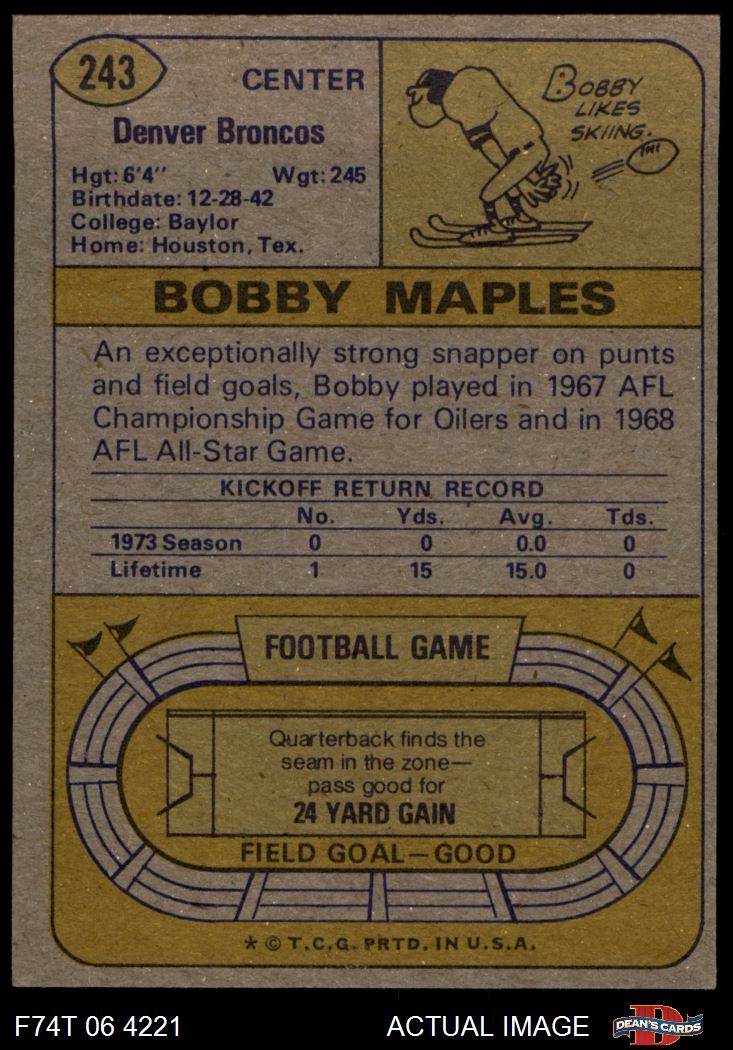 243
CENTER
Denver Broncos
Hgt: 6'4" Wgt: 245
Birthdate: 12-28-42
College: Baylor
Home: Houston, Tex.
BOBBY
LIKES
SKIING.
BOBBY MAPLES
An exceptionally strong snapper on punts
and field goals, Bobby played in 1967 AFL
Championship Game for Oilers and in 1968
AFL All-Star Game.
KICKOFF RETURN RECORD
No. Yds. Avg. Tds.
1973 Season 0 0 0.0 0
Lifetime 1 15 15.0 0
FOOTBALL GAME
Quarterback finds the
seam in the zone—
pass good for
24 YARD GAIN
FIELD GOAL—GOOD
* © T.C.G. PRTD. IN U.S.A.
F74T 06 4221 ACTUAL IMAGE
D
DEAN'S CARDS